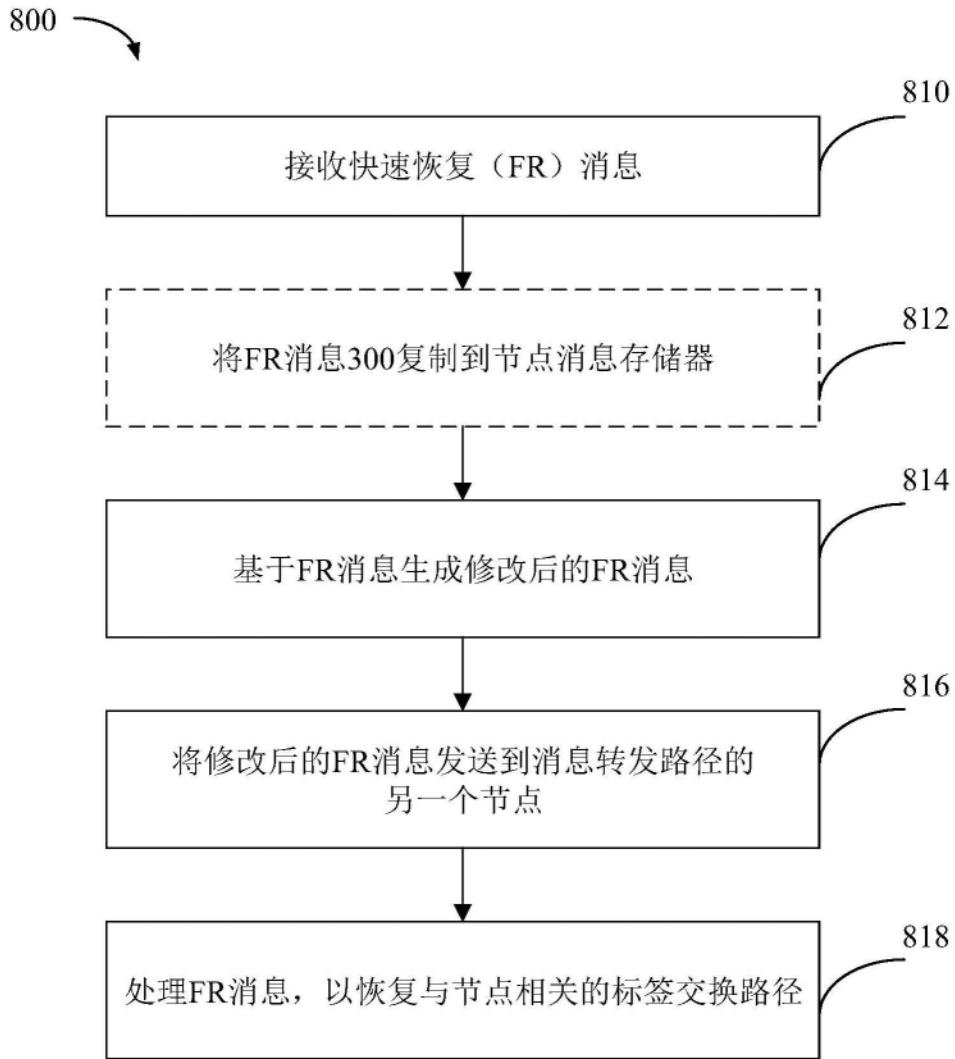 800
810
接收快速恢复（FR）消息
812
将FR消息300复制到节点消息存储器
814
基于FR消息生成修改后的FR消息
816
将修改后的FR消息发送到消息转发路径的
另一个节点
818
处理FR消息，以恢复与节点相关的标签交换路径